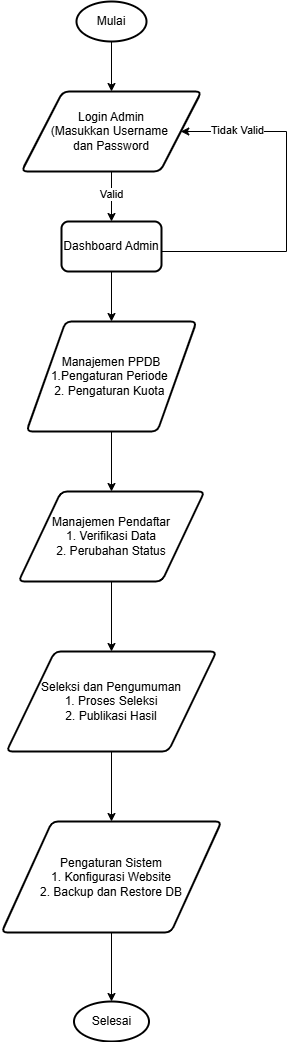 Mulai
Login Admin
(Masukkan Username
dan Password
Tidak Valid
Valid
Dashboard Admin
Manajemen PPDB
1.Pengaturan Periode
2. Pengaturan Kuota
Manajemen Pendaftar
1. Verifikasi Data
2. Perubahan Status
Seleksi dan Pengumuman
1. Proses Seleksi
2. Publikasi Hasil
Pengaturan Sistem
1. Konfigurasi Website
2. Backup dan Restore DB
Selesai